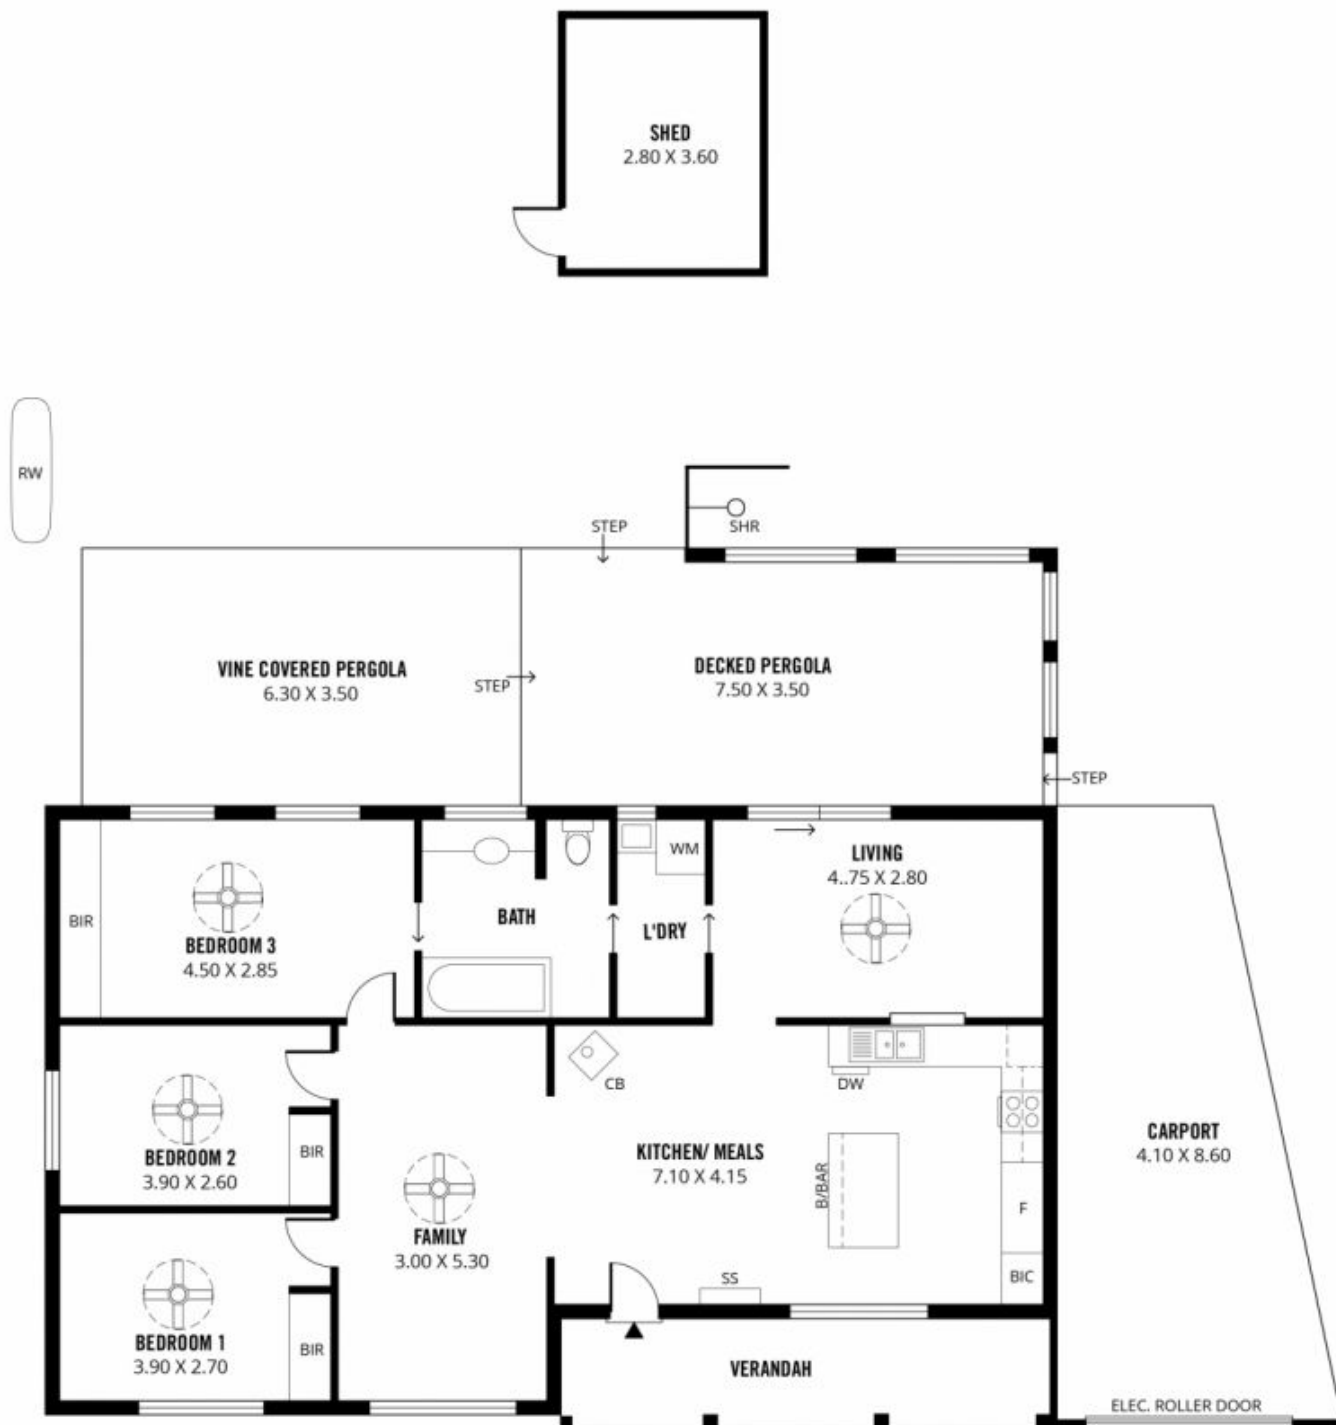 SHED
2.80 X 3.60
RW
STEP
SHR
VINE COVERED PERGOLA
6.30 X 3.50
STEP
DECKED PERGOLA
7.50 X 3.50
STEP
BIR
BEDROOM 3
4.50 X 2.85
BATH
WM
L'DRY
LIVING
4..75 X 2.80
BEDROOM 2
3.90 X 2.60
BIR
CB
DW
KITCHEN/ MEALS
7.10 X 4.15
B/BAR
F
BIC
SS
FAMILY
3.00 X 5.30
CARPORT
4.10 X 8.60
BEDROOM 1
3.90 X 2.70
BIR
VERANDAH
ELEC. ROLLER DOOR